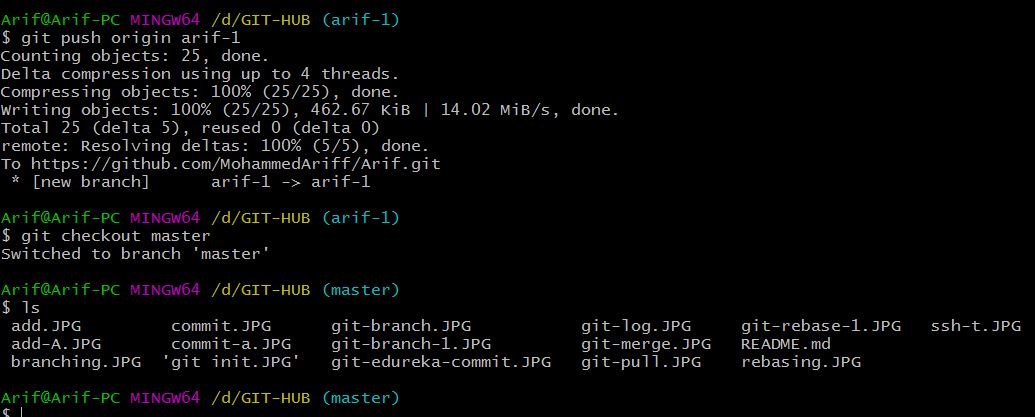 Arif@Arif-PC MINGW64 /d/GIT-HUB (arif-1)
$ git push origin arif-1
Counting objects: 25, done.
Delta compression using up to 4 threads.
Compressing objects: 100% (25/25), done.
Writing objects: 100% (25/25), 462.67 KiB | 14.02 MiB/s, done.
Total 25 (delta 5), reused 0 (delta 0)
remote: Resolving deltas: 100% (5/5), done.
To https://github.com/MohammedAriff/Arif.git
 * [new branch]      arif-1 -> arif-1
Arif@Arif-PC MINGW64 /d/GIT-HUB (arif-1)
$ git checkout master
Switched to branch 'master'
Arif@Arif-PC MINGW64 /d/GIT-HUB (master)
$ ls
 add.JPG         commit.JPG      git-branch.JPG           git-log.JPG     git-rebase-1.JPG   ssh-t.JPG
 add-A.JPG       commit-a.JPG    git-branch-1.JPG         git-merge.JPG   README.md
 branching.JPG  'git init.JPG'   git-edureka-commit.JPG   git-pull.JPG    rebasing.JPG
Arif@Arif-PC MINGW64 /d/GIT-HUB (master)
$